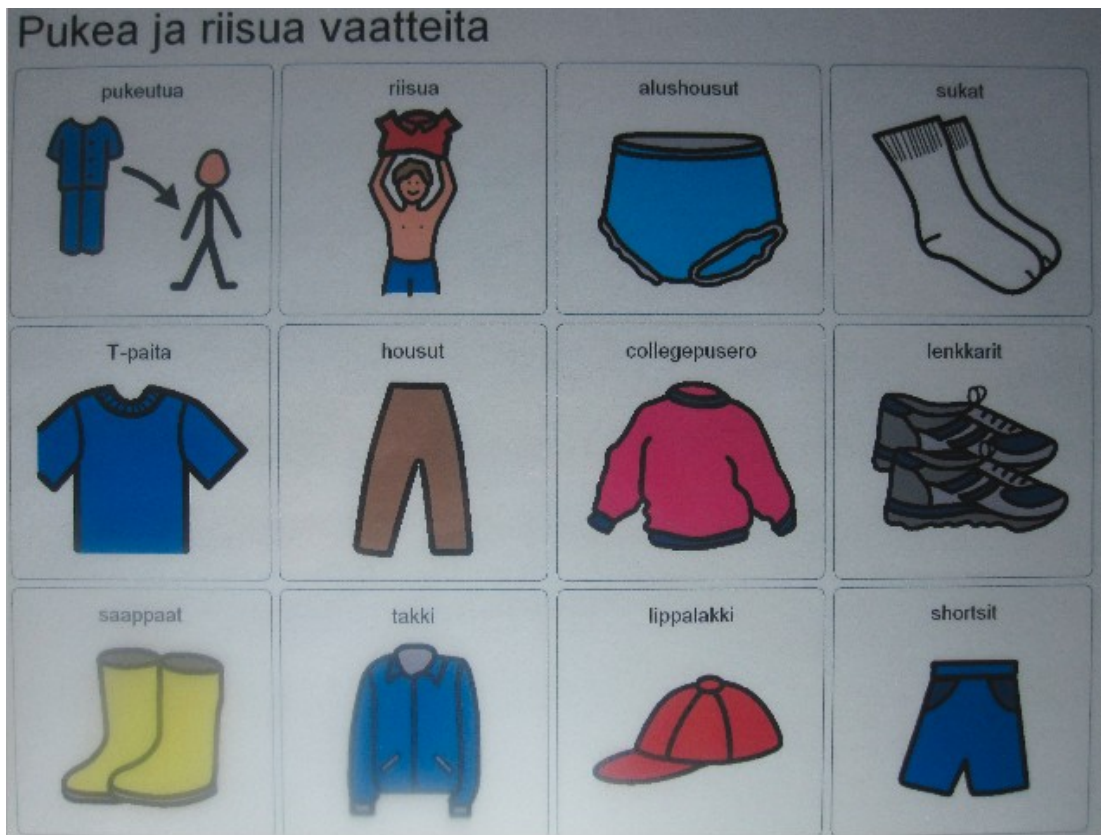 Pukea ja riisua vaatteita
pukeutua
riisua
alushousut
sukat
T-paita
housut
collegepusero
lenkkarit
saappaat
takki
lippalakki
shortsit